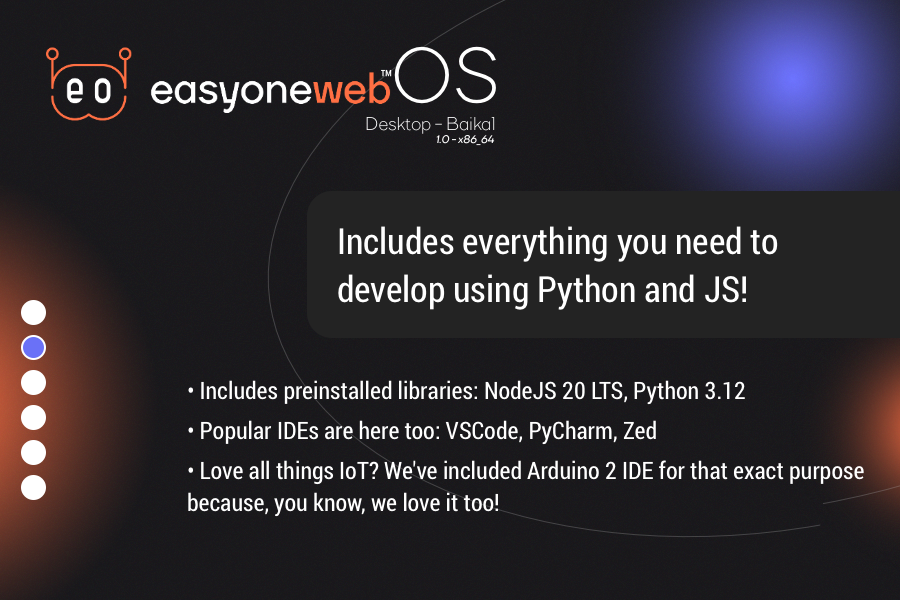 eo easyoneweb™ OS
Desktop - Baikal
1.0 - x86_64
Includes everything you need to
develop using Python and JS!
• Includes preinstalled libraries: NodeJS 20 LTS, Python 3.12
• Popular IDEs are here too: VSCode, PyCharm, Zed
• Love all things IoT? We've included Arduino 2 IDE for that exact purpose
because, you know, we love it too!